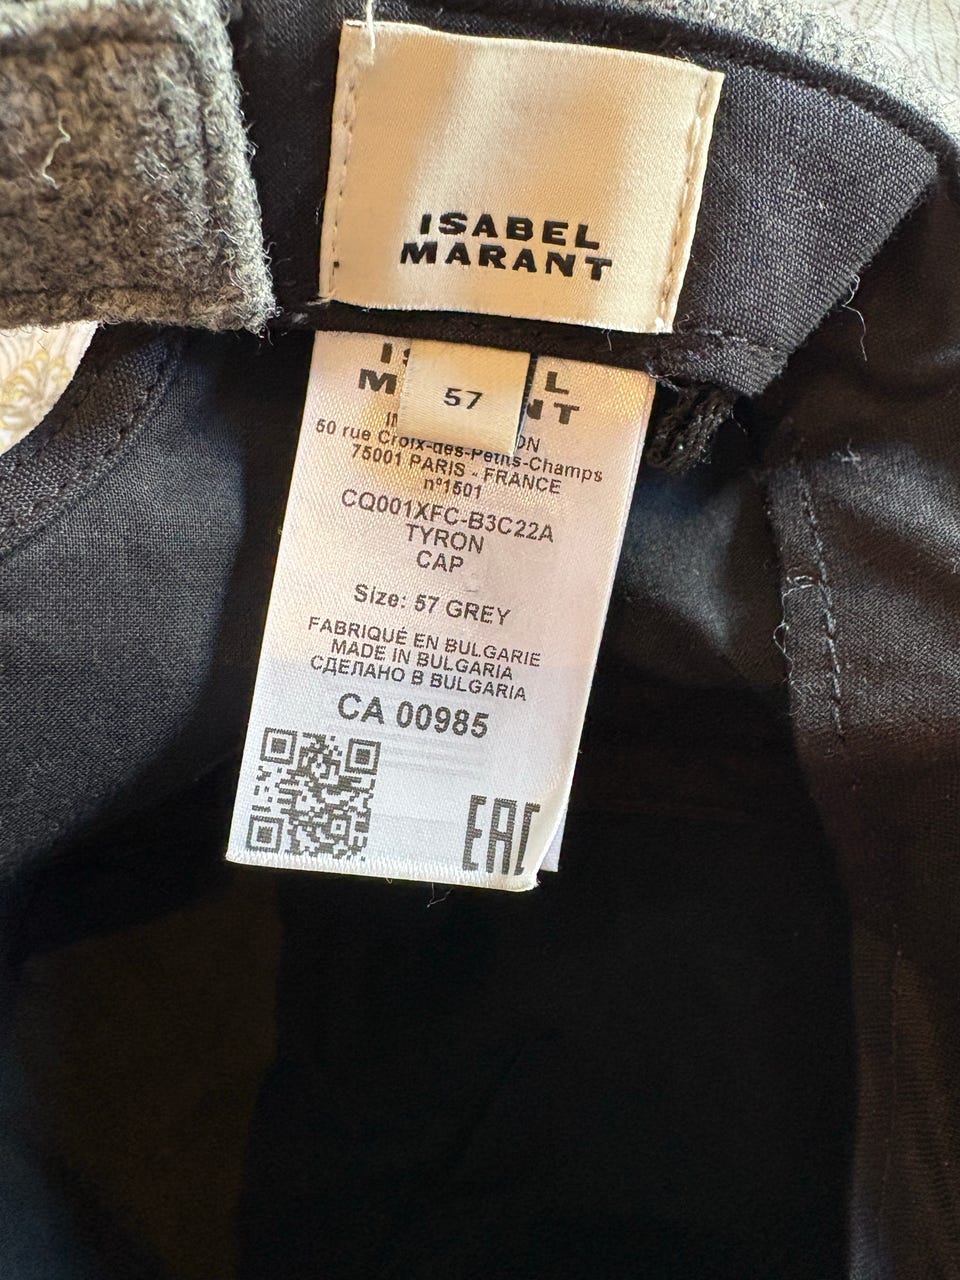 ISABEL
MARANT
57
50 rue Croix-des-Petits-Champs
75001 PARIS - FRANCE
n°1501
CQ001XFC-B3C22A
TYRON
CAP
Size: 57 GREY
FABRIQUÉ EN BULGARIE
MADE IN BULGARIA
СДЕЛАНО В BULGARIA
CA 00985
EAC